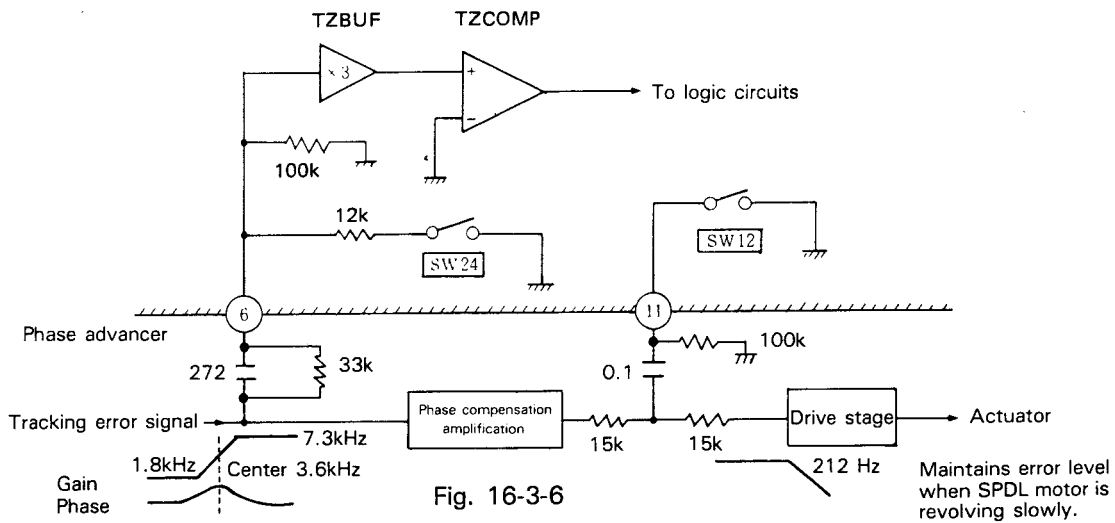 TZBUF
TZCOMP
× 3
+
−
To logic circuits
100k
12k
SW24
SW12
6
11
Phase advancer
100k
272
33k
0.1
Tracking error signal
Phase compensation
amplification
15k
15k
Drive stage
Actuator
1.8kHz
7.3kHz
Center 3.6kHz
212 Hz
Gain
Phase
Fig. 16-3-6
Maintains error level
when SPDL motor is
revolving slowly.